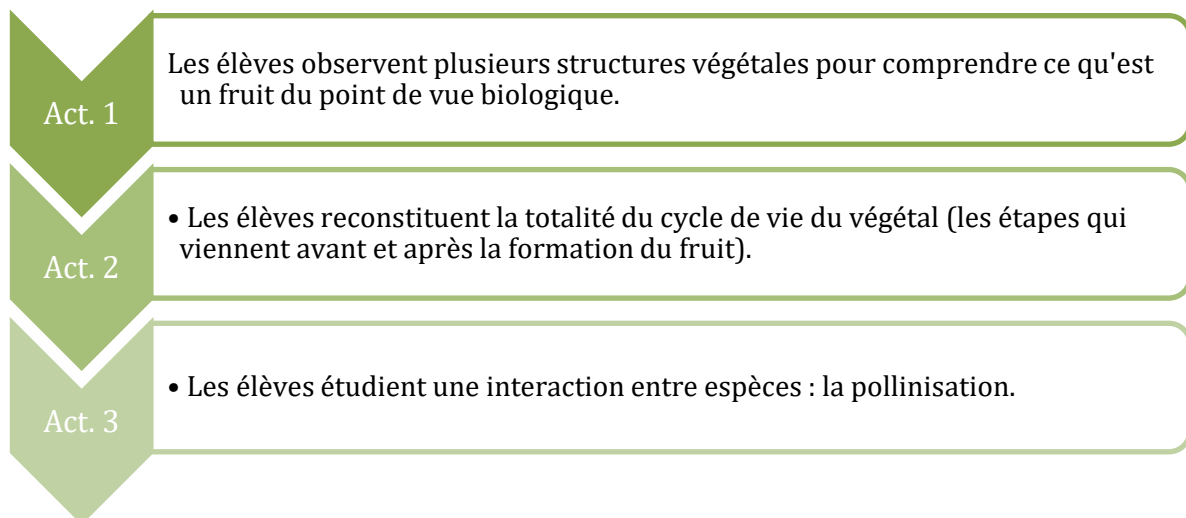 Act. 1
Les élèves observent plusieurs structures végétales pour comprendre ce qu'est
un fruit du point de vue biologique.
Act. 2
• Les élèves reconstituent la totalité du cycle de vie du végétal (les étapes qui
viennent avant et après la formation du fruit).
Act. 3
• Les élèves étudient une interaction entre espèces : la pollinisation.